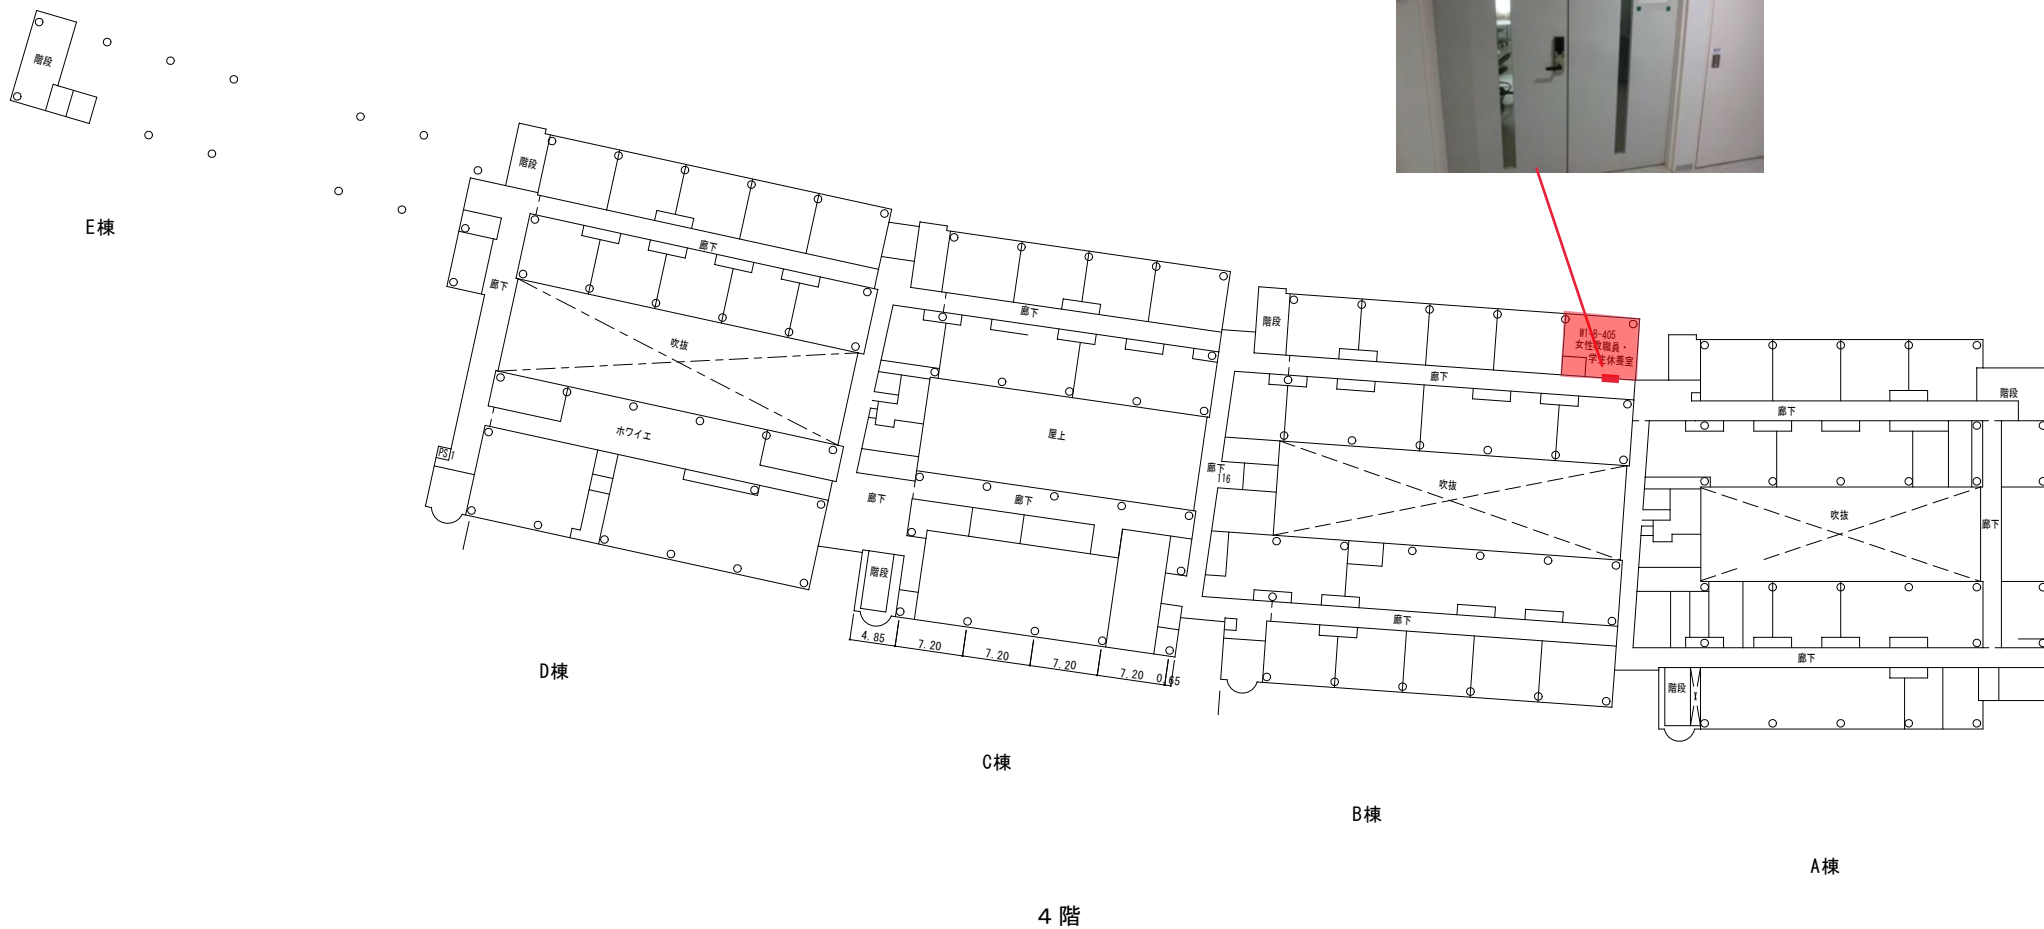 階段
E棟
階段
廊下
廊下
吹抜
ホワイエ
PS1
D棟
廊下
屋上
廊下
廊下
階段
4.85
7.20
7.20
7.20
7.20
0.65
C棟
階段
廊下
W1-B-405
女性教職員・
学生休養室
廊下
116
吹抜
廊下
B棟
階段
廊下
吹抜
廊下
廊下
階段
A棟
4階